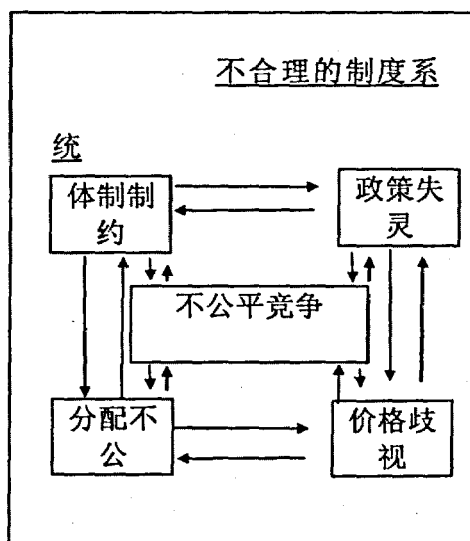 不合理的制度系
统
体制制
约
政策失
灵
不公平竞争
分配不
公
价格歧
视